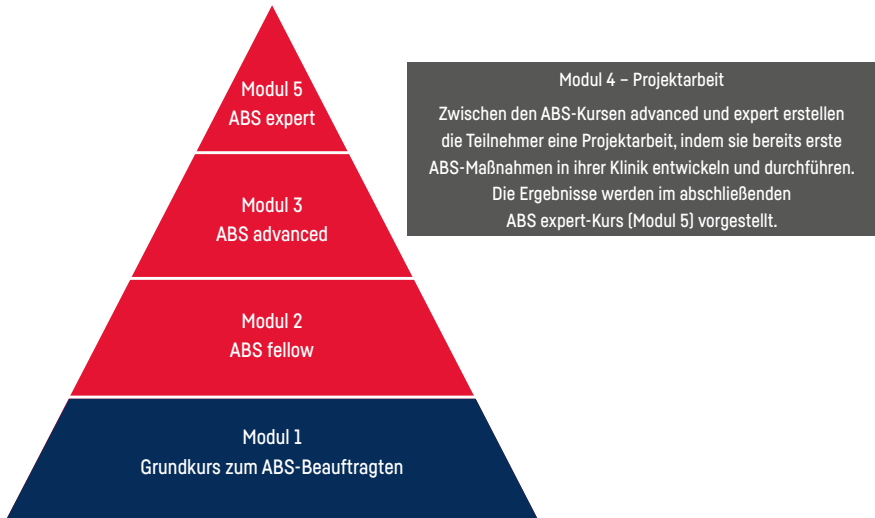 Modul 5
ABS expert
Modul 3
ABS advanced
Modul 2
ABS fellow
Modul 1
Grundkurs zum ABS-Beauftragten
Modul 4 – Projektarbeit
Zwischen den ABS-Kursen advanced und expert erstellen
die Teilnehmer eine Projektarbeit, indem sie bereits erste
ABS-Maßnahmen in ihrer Klinik entwickeln und durchführen.
Die Ergebnisse werden im abschließenden
ABS expert-Kurs (Modul 5) vorgestellt.